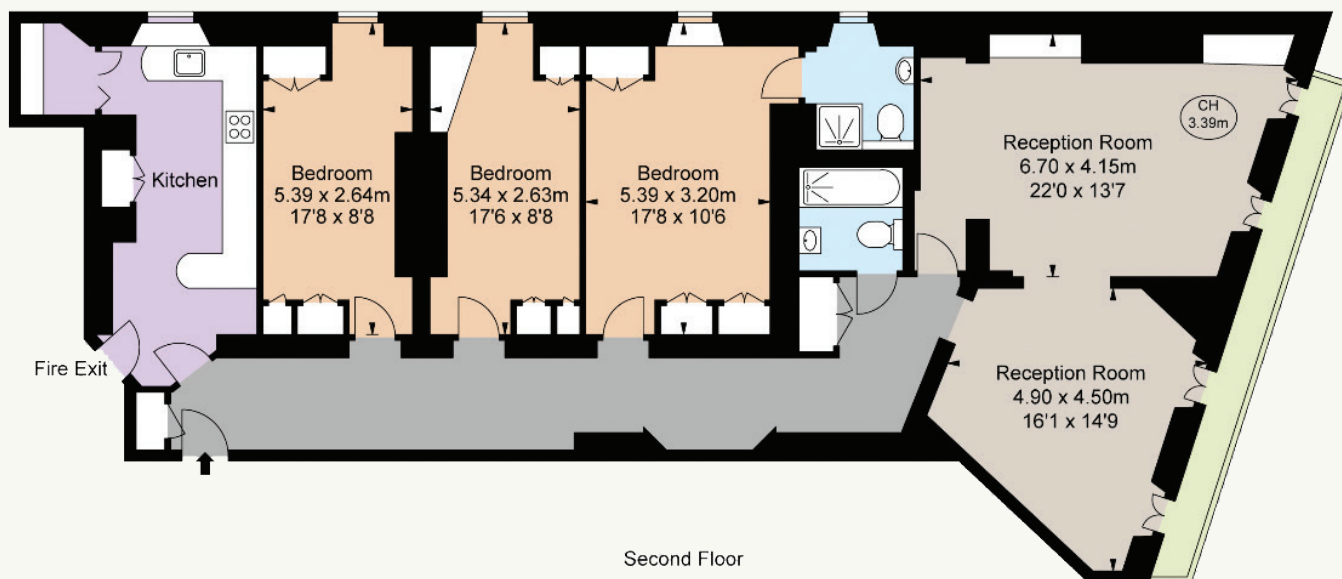 Kitchen
Fire Exit
Bedroom
5.39 x 2.64m
17'8 x 8'8
Bedroom
5.34 x 2.63m
17'6 x 8'8
Bedroom
5.39 x 3.20m
17'8 x 10'6
Reception Room
6.70 x 4.15m
22'0 x 13'7
CH
3.39m
Reception Room
4.90 x 4.50m
16'1 x 14'9
Second Floor